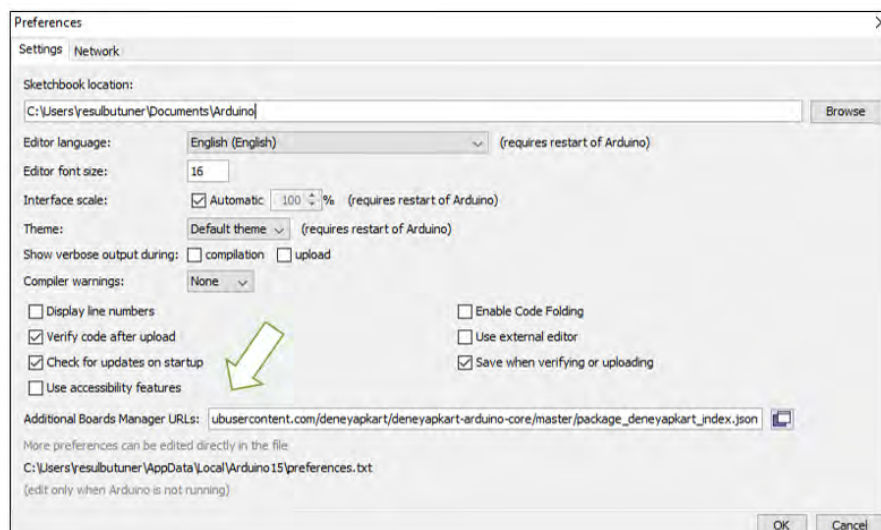 Preferences
Settings Network
Sketchbook location:
C:\Users\resulbutuner\Documents\Arduino Browse
Editor language: English (English) (requires restart of Arduino)
Editor font size: 16
Interface scale: Automatic 100 % (requires restart of Arduino)
Theme: Default theme (requires restart of Arduino)
Show verbose output during: compilation upload
Compiler warnings: None
Display line numbers Enable Code Folding
Verify code after upload Use external editor
Check for updates on startup Save when verifying or uploading
Use accessibility features
Additional Boards Manager URLs: ubusercontent.com/deneyapkart/deneyapkart-arduino-core/master/package_deneyapkart_index.json
More preferences can be edited directly in the file
C:\Users\resulbutuner\AppData\Local\Arduino15\preferences.txt
(edit only when Arduino is not running)
OK Cancel